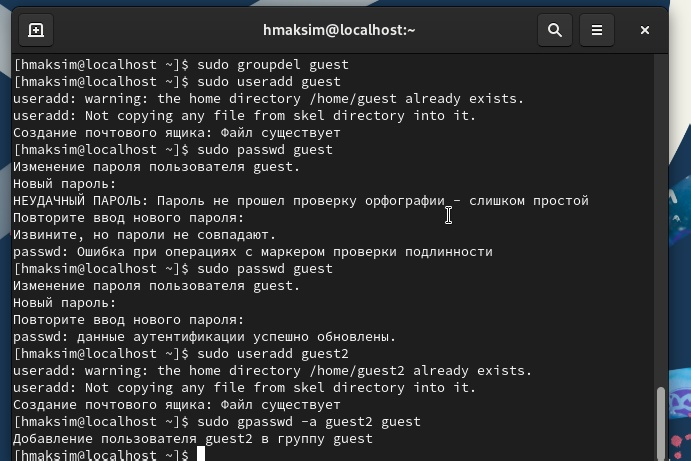 hmaksim@localhost:~
[hmaksim@localhost ~]$ sudo groupdel guest
[hmaksim@localhost ~]$ sudo useradd guest
useradd: warning: the home directory /home/guest already exists.
useradd: Not copying any file from skel directory into it.
Создание почтового ящика: Файл существует
[hmaksim@localhost ~]$ sudo passwd guest
Изменение пароля пользователя guest.
Новый пароль:
НЕУДАЧНЫЙ ПАРОЛЬ: Пароль не прошел проверку орфографии - слишком простой
Повторите ввод нового пароля:
Извините, но пароли не совпадают.
passwd: Ошибка при операциях с маркером проверки подлинности
[hmaksim@localhost ~]$ sudo passwd guest
Изменение пароля пользователя guest.
Новый пароль:
Повторите ввод нового пароля:
passwd: данные аутентификации успешно обновлены.
[hmaksim@localhost ~]$ sudo useradd guest2
useradd: warning: the home directory /home/guest2 already exists.
useradd: Not copying any file from skel directory into it.
Создание почтового ящика: Файл существует
[hmaksim@localhost ~]$ sudo gpasswd -a guest2 guest
Добавление пользователя guest2 в группу guest
[hmaksim@localhost ~]$